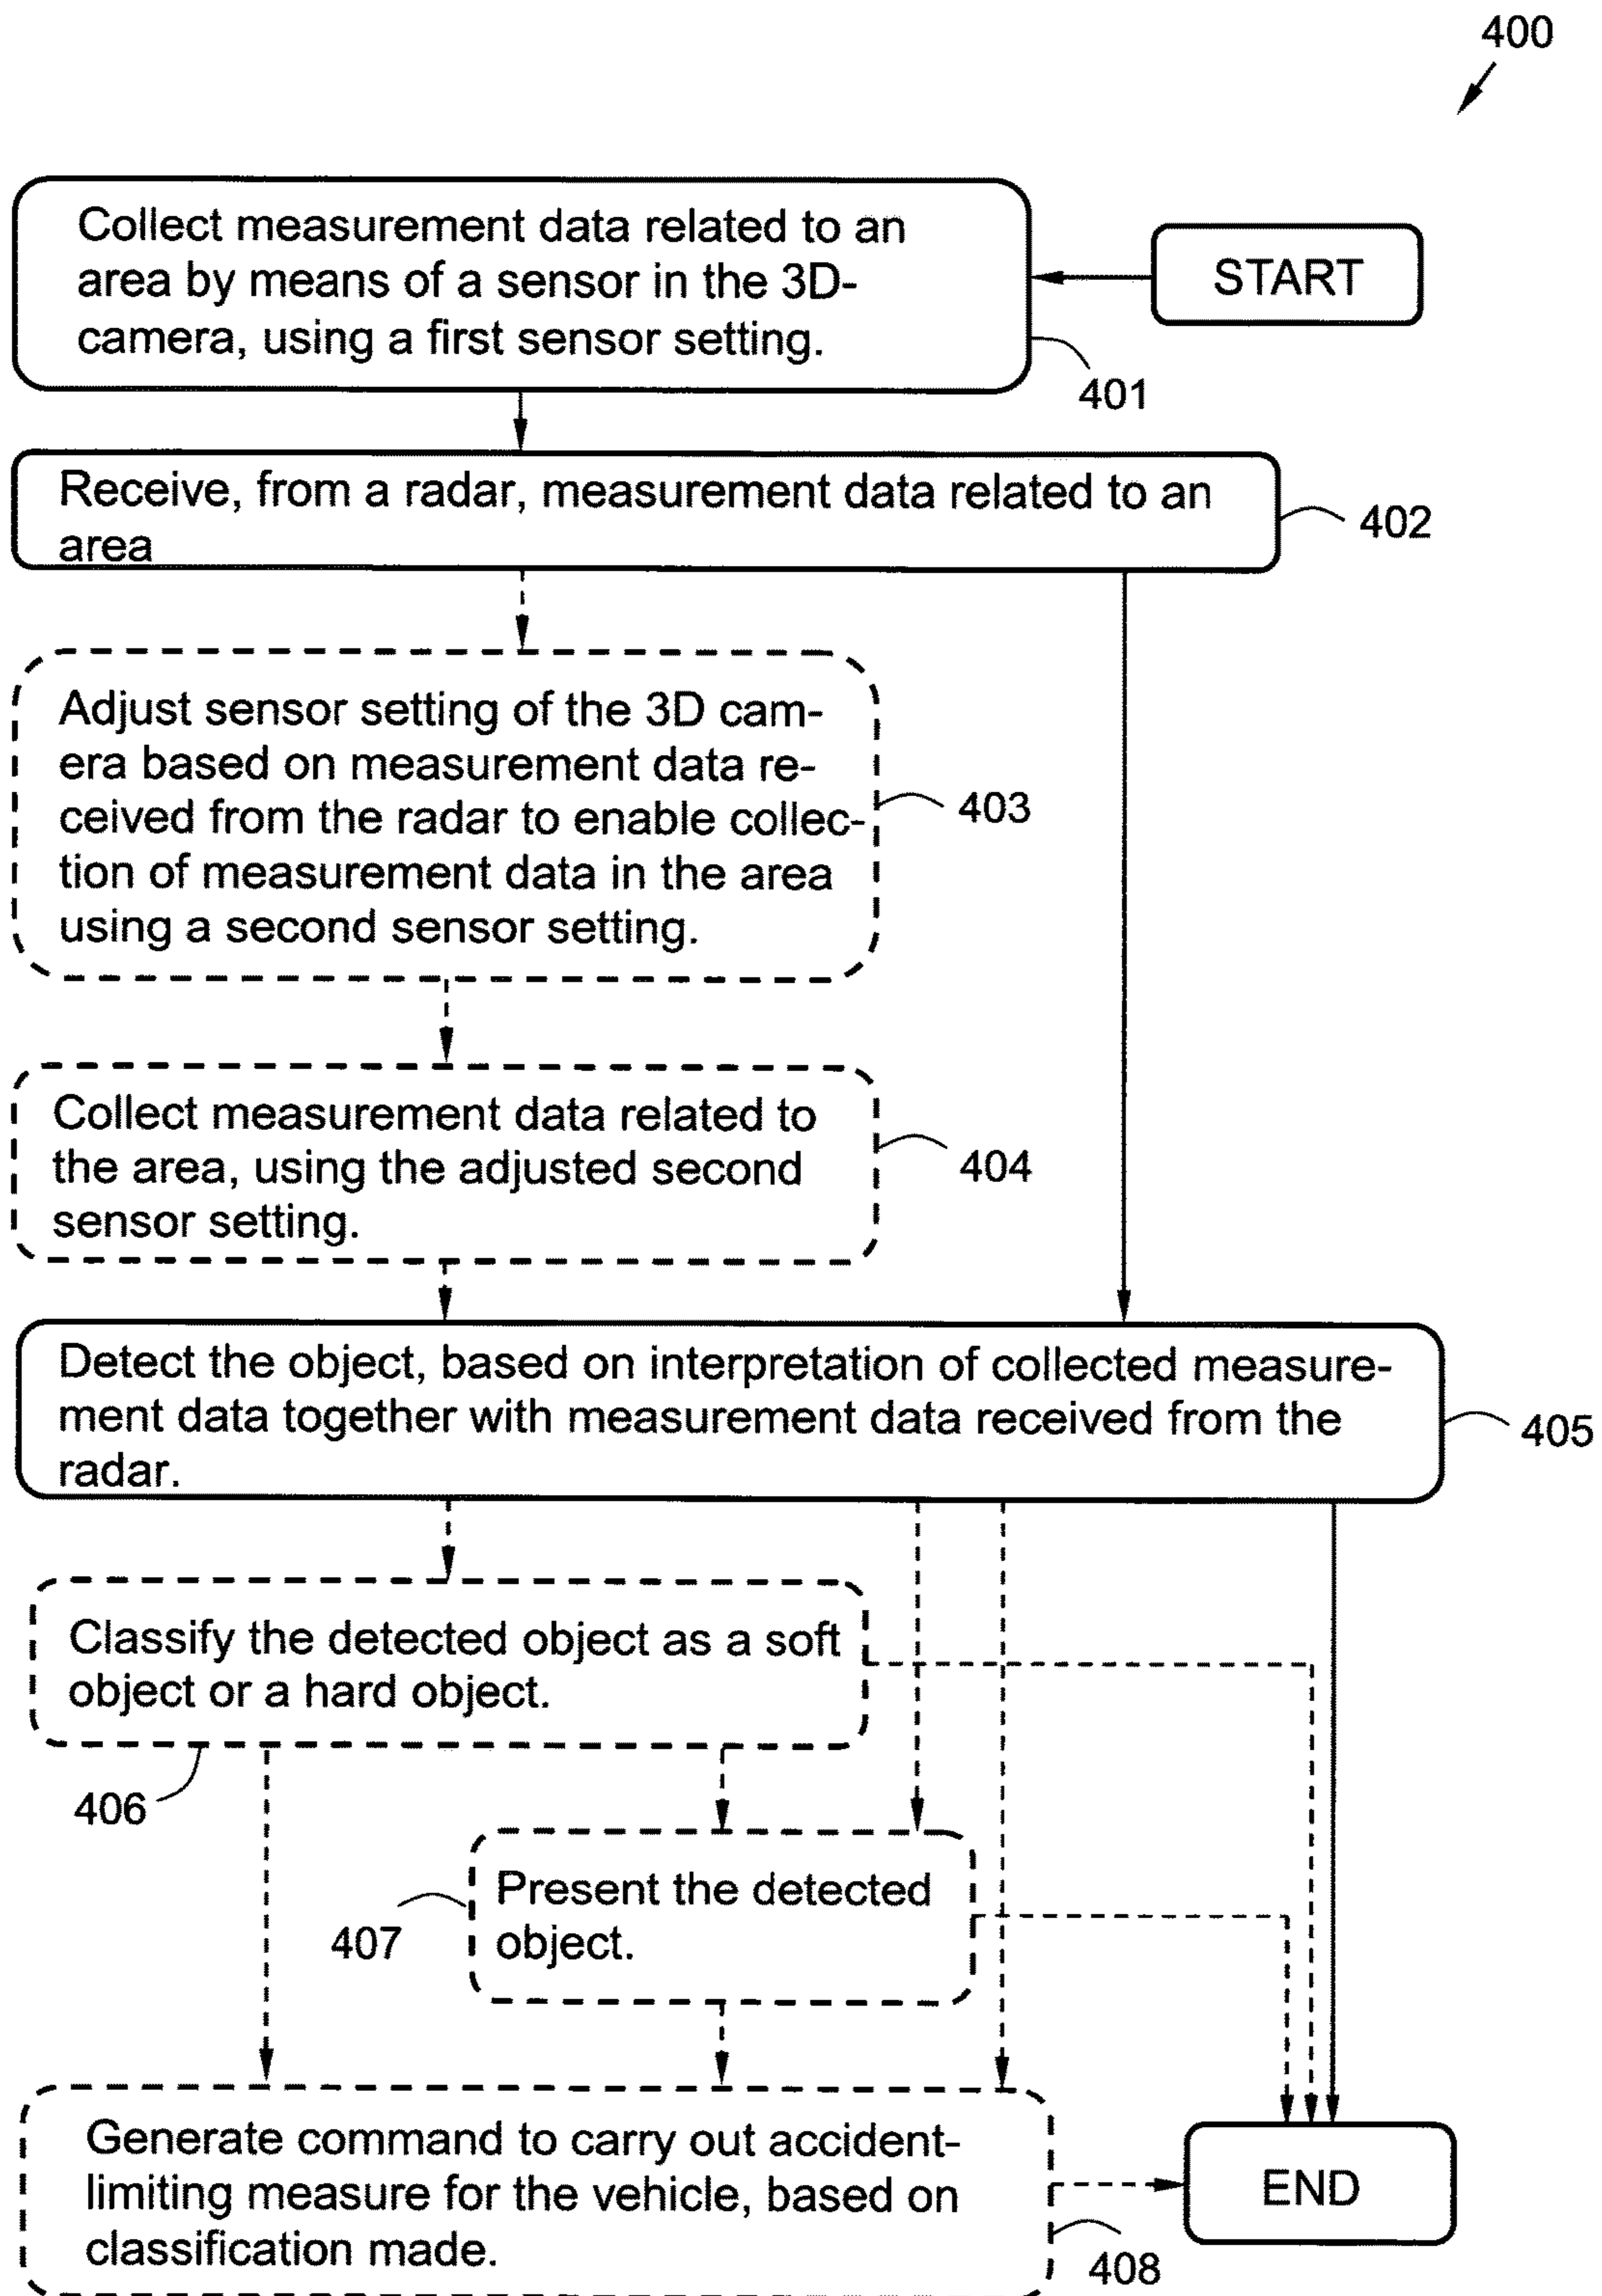 400
Collect measurement data related to an
area by means of a sensor in the 3D-
camera, using a first sensor setting.
START
401
Receive, from a radar, measurement data related to an
area
402
Adjust sensor setting of the 3D cam-
era based on measurement data re-
ceived from the radar to enable collec-
tion of measurement data in the area
using a second sensor setting.
403
Collect measurement data related to
the area, using the adjusted second
sensor setting.
404
Detect the object, based on interpretation of collected measure-
ment data together with measurement data received from the
radar.
405
Classify the detected object as a soft
object or a hard object.
406
Present the detected
object.
407
Generate command to carry out accident-
limiting measure for the vehicle, based on
classification made.
408
END